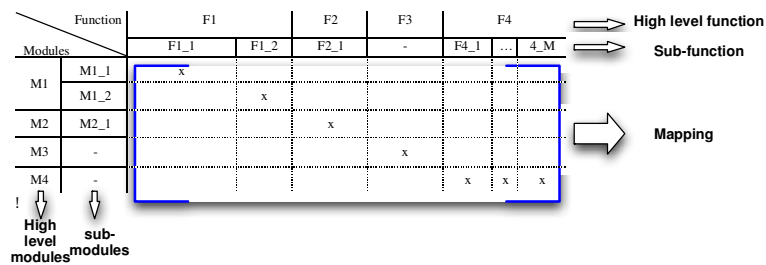 Function F1 F2 F3 F4 High level function
Modules F1_1 F1_2 F2_1 - F4_1 … 4_M Sub-function
M1 M1_1 x
M1_2 x
M2 M2_1 x Mapping
M3 - x
M4 - x x x
!
High level modules
sub-modules